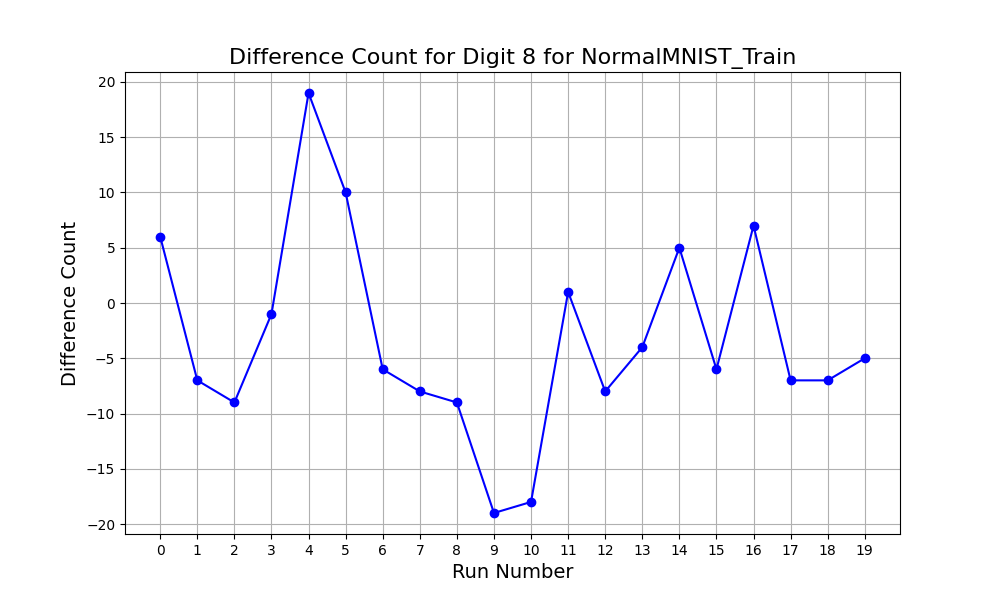 Difference Count for Digit 8 for NormalMNIST_Train
Difference Count
20
15
10
5
0
−5
−10
−15
−20
0 1 2 3 4 5 6 7 8 9 10 11 12 13 14 15 16 17 18 19
Run Number